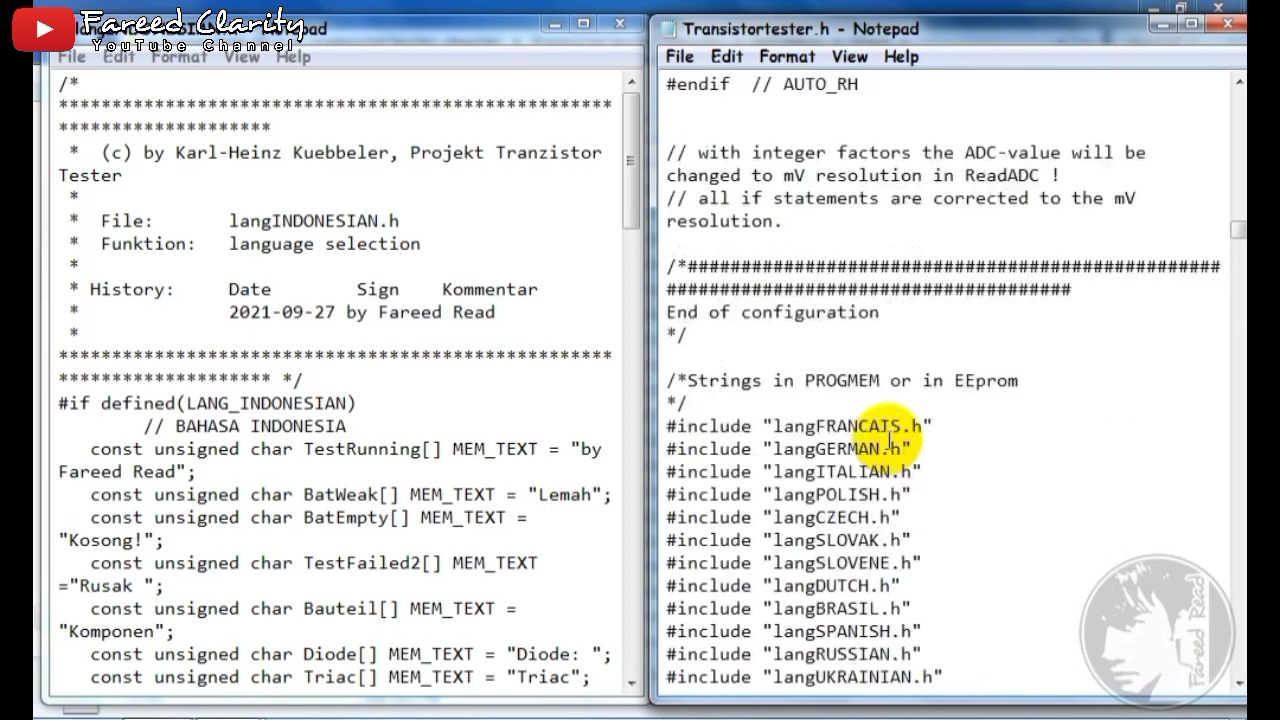 Fareed Clarity
YouTube Channel
File Edit Format View Help
/*
****************************************************
********************
* (c) by Karl-Heinz Kuebbeler, Projekt Tranzistor
Tester
*
* File: langINDONESIAN.h
* Funktion: language selection
*
* History: Date Sign Kommentar
* 2021-09-27 by Fareed Read
*
****************************************************
******************** */
#if defined(LANG_INDONESIAN)
// BAHASA INDONESIA
const unsigned char TestRunning[] MEM_TEXT = "by
Fareed Read";
const unsigned char BatWeak[] MEM_TEXT = "Lemah";
const unsigned char BatEmpty[] MEM_TEXT =
"Kosong!";
const unsigned char TestFailed2[] MEM_TEXT
="Rusak ";
const unsigned char Bauteil[] MEM_TEXT =
"Komponen";
const unsigned char Diode[] MEM_TEXT = "Diode: ";
const unsigned char Triac[] MEM_TEXT = "Triac";
Transistortester.h - Notepad
File Edit Format View Help
#endif // AUTO_RH
// with integer factors the ADC-value will be
changed to mV resolution in ReadADC !
// all if statements are corrected to the mV
resolution.
/*##################################################
######################################
End of configuration
*/
/*Strings in PROGMEM or in EEprom
*/
#include "langFRANCAIS.h"
#include "langGERMAN.h"
#include "langITALIAN.h"
#include "langPOLISH.h"
#include "langCZECH.h"
#include "langSLOVAK.h"
#include "langSLOVENE.h"
#include "langDUTCH.h"
#include "langBRASIL.h"
#include "langSPANISH.h"
#include "langRUSSIAN.h"
#include "langUKRAINIAN.h"
Fareed Read